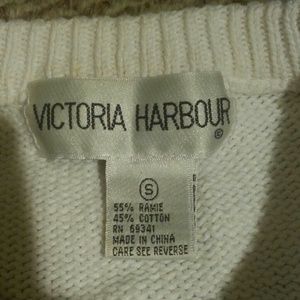 VICTORIA HARBOUR
©
S
55% RAMIE
45% COTTON
RN 69341
MADE IN CHINA
CARE SEE REVERSE